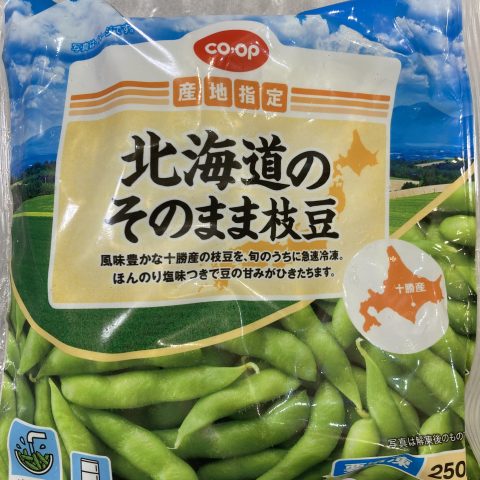 co・op
産地指定
北海道の
そのまま枝豆
風味豊かな十勝産の枝豆を、旬のうちに急速冷凍。
ほんのり塩味つきで豆の甘みがひきたちます。
十勝産
写真は解凍後のもの
250